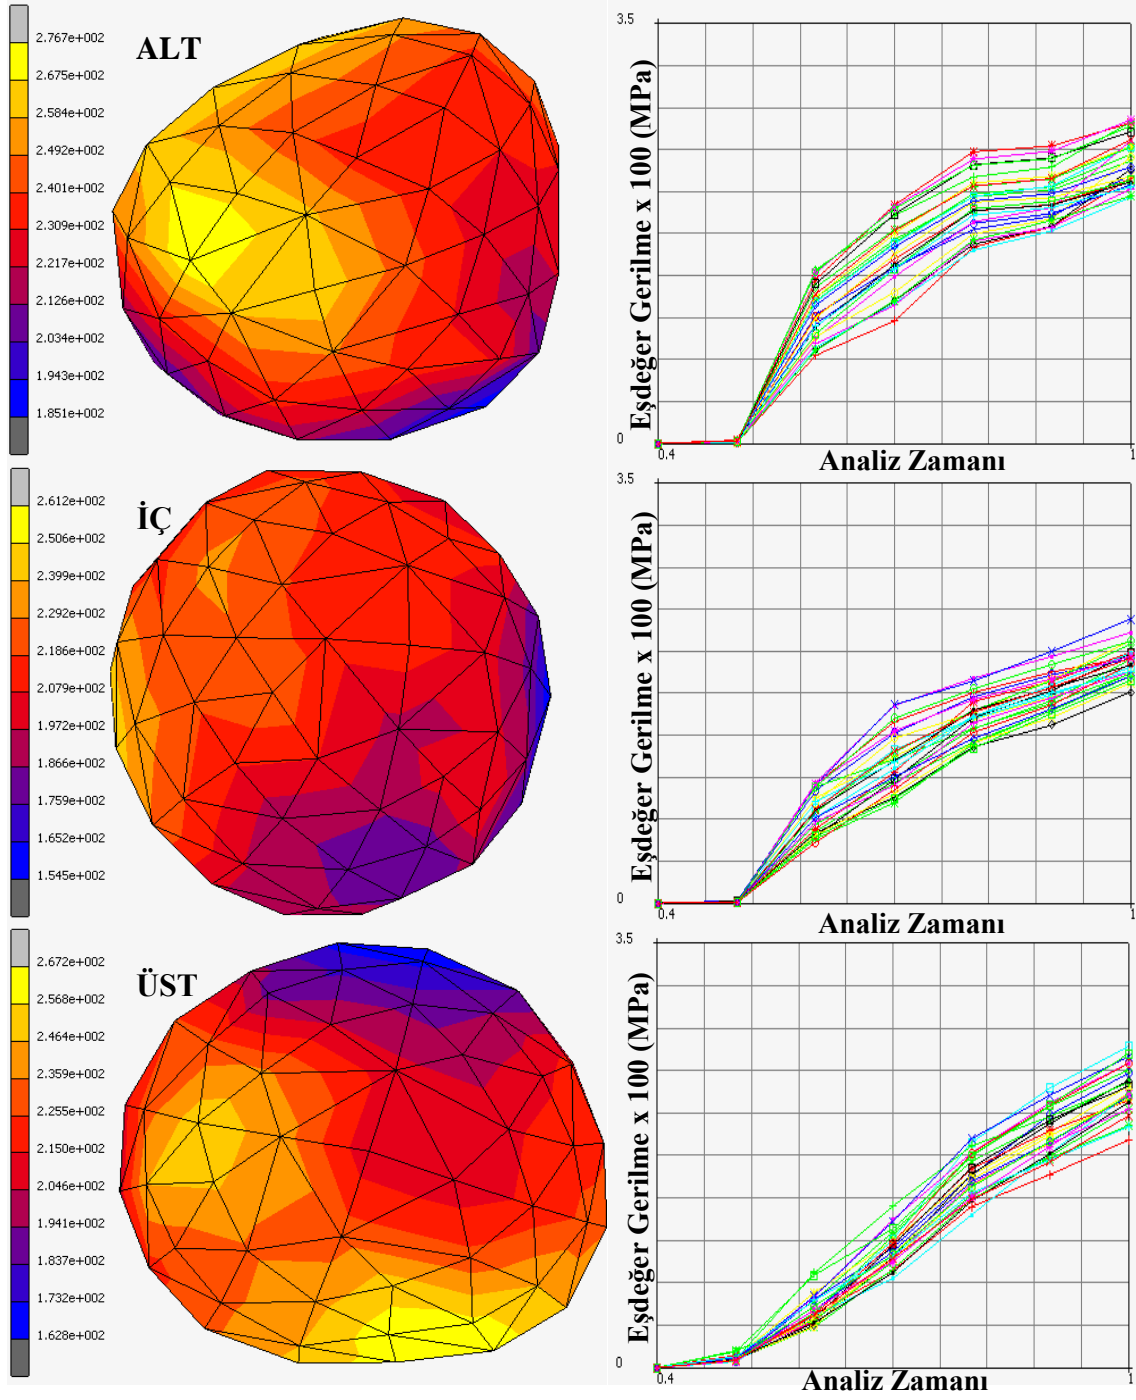 ALT
2.767e+002
2.675e+002
2.584e+002
2.492e+002
2.401e+002
2.309e+002
2.217e+002
2.126e+002
2.034e+002
1.943e+002
1.851e+002
3.5
Eşdeğer Gerilme x 100 (MPa)
0
0.4
1
Analiz Zamanı
İÇ
2.612e+002
2.506e+002
2.399e+002
2.292e+002
2.186e+002
2.079e+002
1.972e+002
1.866e+002
1.759e+002
1.652e+002
1.545e+002
3.5
Eşdeğer Gerilme x 100 (MPa)
0
0.4
1
Analiz Zamanı
ÜST
2.672e+002
2.568e+002
2.464e+002
2.359e+002
2.255e+002
2.150e+002
2.046e+002
1.941e+002
1.837e+002
1.732e+002
1.628e+002
3.5
Eşdeğer Gerilme x 100 (MPa)
0
0.4
1
Analiz Zamanı